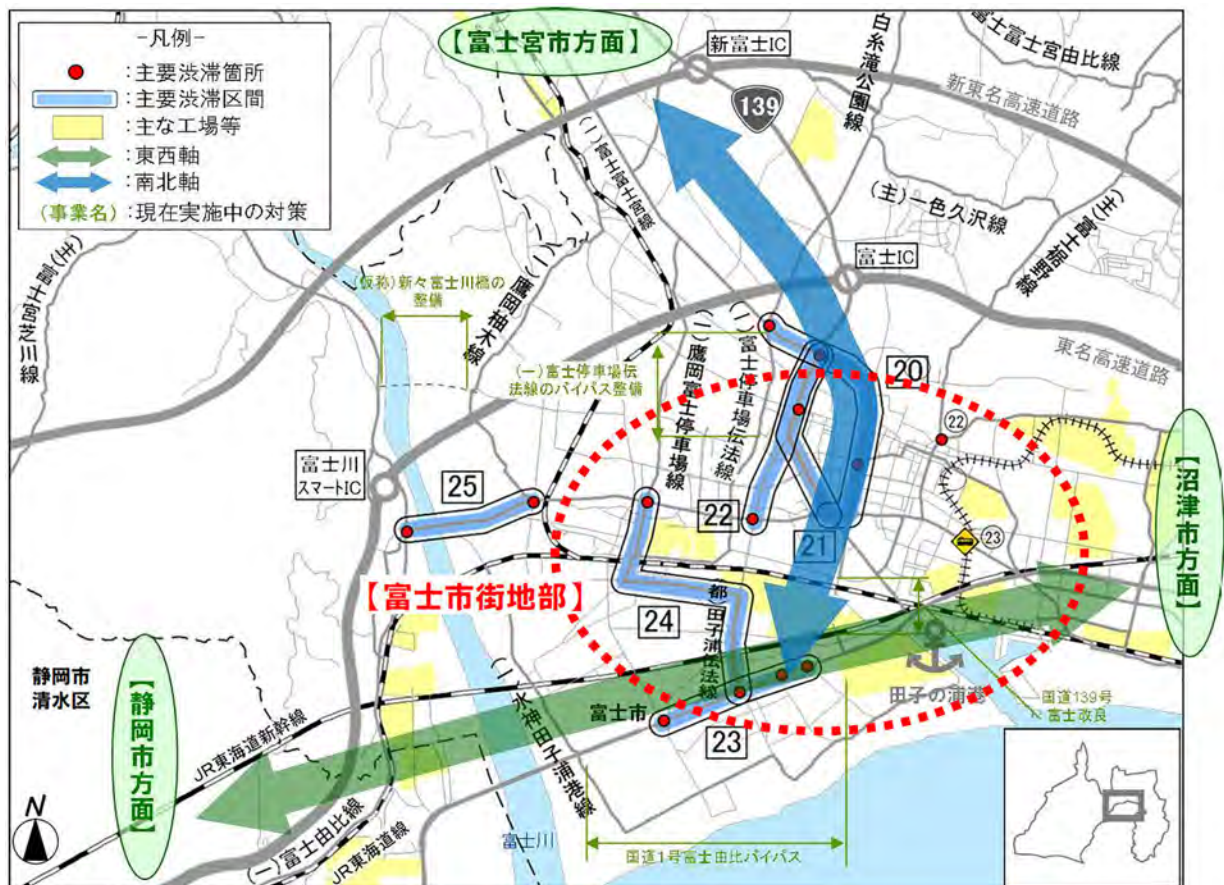 -凡例-
:主要渋滞箇所
:主要渋滞区間
:主な工場等
:東西軸
:南北軸
(事業名):現在実施中の対策
【富士宮市方面】
新富士IC
139
白糸滝公園線
富士富士宮由比線
新東名高速道路
(一)富士富士宮線
(主)一色久沢線
(主)富士裾野線
富士IC
東名高速道路
(主)富士宮芝川線
(仮称)新々富士川橋の
整備
(一)鷹岡柚木線
(一)富士停車場伝
法線のバイパス整備
(一)鷹岡富士停車場線
(一)富士停車場伝法線
20
22
富士川
スマートIC
25
22
21
23
【沼津市方面】
【富士市街地部】
24
(都)田子浦伝法線
田子の浦港
国道139号
富士改良
静岡市
清水区
【静岡市方面】
JR東海道新幹線
富士市
23
(一)水神田子浦港線
N
(一)富士由比線
JR東海道線
富士川
国道1号富士由比バイパス